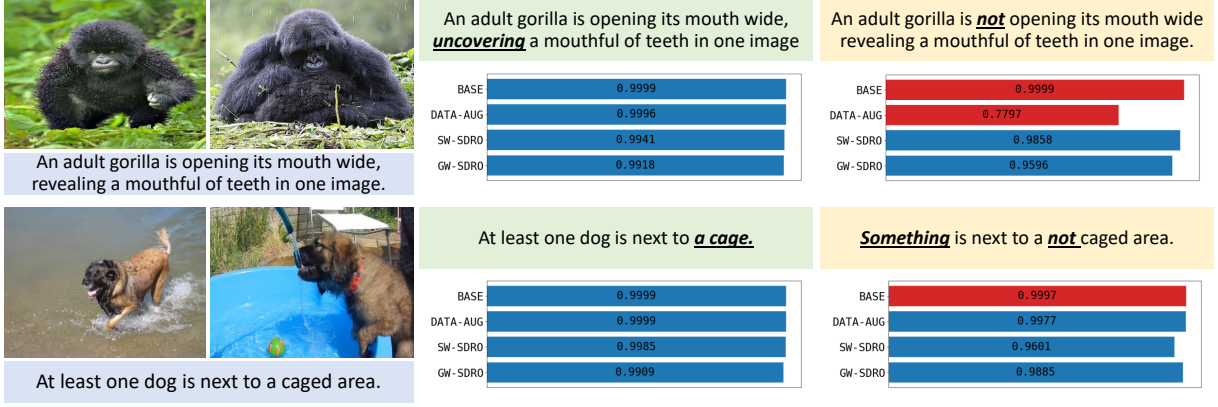 An adult gorilla is opening its mouth wide,
revealing a mouthful of teeth in one image.
An adult gorilla is opening its mouth wide,
uncovering a mouthful of teeth in one image
BASE
0.9999
DATA-AUG
0.9996
SW-SDRO
0.9941
GW-SDRO
0.9918
An adult gorilla is not opening its mouth wide
revealing a mouthful of teeth in one image.
BASE
0.9999
DATA-AUG
0.7797
SW-SDRO
0.9858
GW-SDRO
0.9596
At least one dog is next to a caged area.
At least one dog is next to a cage.
BASE
0.9999
DATA-AUG
0.9999
SW-SDRO
0.9985
GW-SDRO
0.9909
Something is next to a not caged area.
BASE
0.9997
DATA-AUG
0.9977
SW-SDRO
0.9601
GW-SDRO
0.9885